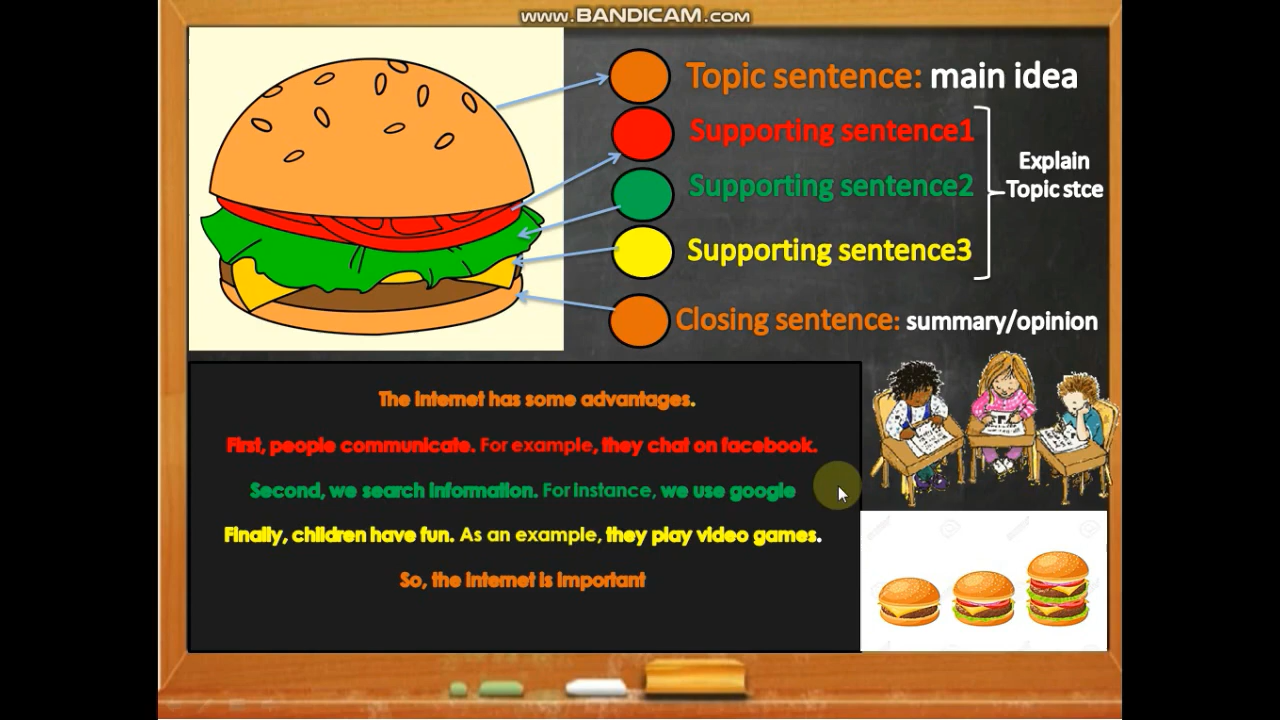 www.BANDICAM.com
Topic sentence: main idea
Supporting sentence1
Supporting sentence2
Supporting sentence3
Explain
Topic stce
Closing sentence: summary/opinion
The internet has some advantages.
First, people communicate. For example, they chat on facebook.
Second, we search information. For instance, we use google
Finally, children have fun. As an example, they play video games.
So, the internet is important